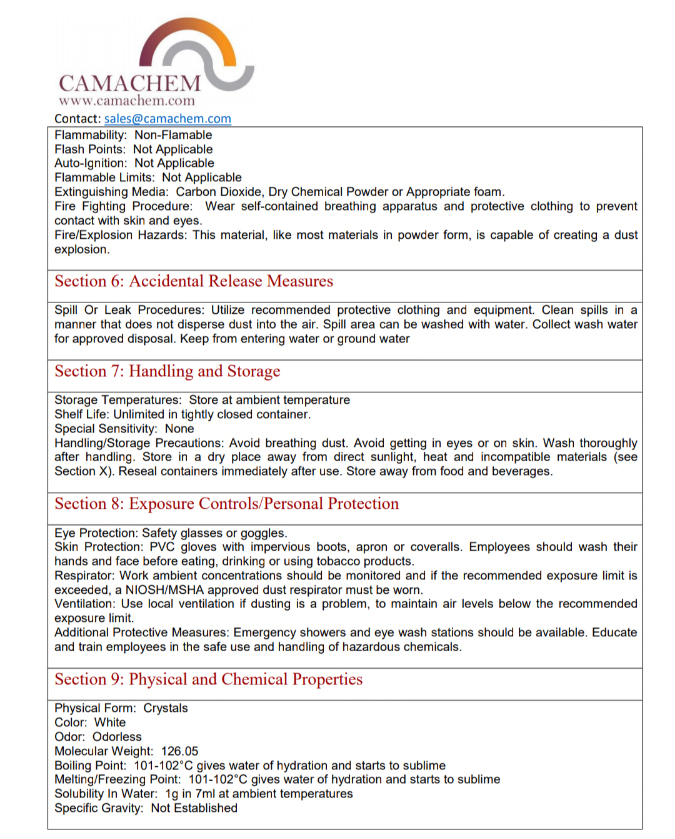 CAMACHEM
www.camachem.com
Contact: sales@camachem.com
Flammability: Non-Flamable
Flash Points: Not Applicable
Auto-Ignition: Not Applicable
Flammable Limits: Not Applicable
Extinguishing Media: Carbon Dioxide, Dry Chemical Powder or Appropriate foam.
Fire Fighting Procedure: Wear self-contained breathing apparatus and protective clothing to prevent
contact with skin and eyes.
Fire/Explosion Hazards: This material, like most materials in powder form, is capable of creating a dust
explosion.
Section 6: Accidental Release Measures
Spill Or Leak Procedures: Utilize recommended protective clothing and equipment. Clean spills in a
manner that does not disperse dust into the air. Spill area can be washed with water. Collect wash water
for approved disposal. Keep from entering water or ground water
Section 7: Handling and Storage
Storage Temperatures: Store at ambient temperature
Shelf Life: Unlimited in tightly closed container.
Special Sensitivity: None
Handling/Storage Precautions: Avoid breathing dust. Avoid getting in eyes or on skin. Wash thoroughly
after handling. Store in a dry place away from direct sunlight, heat and incompatible materials (see
Section X). Reseal containers immediately after use. Store away from food and beverages.
Section 8: Exposure Controls/Personal Protection
Eye Protection: Safety glasses or goggles.
Skin Protection: PVC gloves with impervious boots, apron or coveralls. Employees should wash their
hands and face before eating, drinking or using tobacco products.
Respirator: Work ambient concentrations should be monitored and if the recommended exposure limit is
exceeded, a NIOSH/MSHA approved dust respirator must be worn.
Ventilation: Use local ventilation if dusting is a problem, to maintain air levels below the recommended
exposure limit.
Additional Protective Measures: Emergency showers and eye wash stations should be available. Educate
and train employees in the safe use and handling of hazardous chemicals.
Section 9: Physical and Chemical Properties
Physical Form: Crystals
Color: White
Odor: Odorless
Molecular Weight: 126.05
Boiling Point: 101-102°C gives water of hydration and starts to sublime
Melting/Freezing Point: 101-102°C gives water of hydration and starts to sublime
Solubility In Water: 1g in 7ml at ambient temperatures
Specific Gravity: Not Established